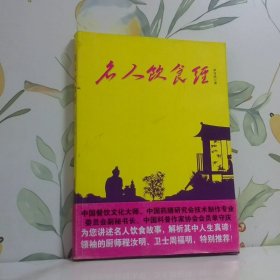 名人饮食经
中国餐饮文化大师、中国药膳研究会技术制作专业
委员会副秘书长、中国科普作家协会会员单守庆
为您讲述名人饮食故事，解析其中人生真谛！
领袖的厨师程汝明、卫士周福明，特别推荐！